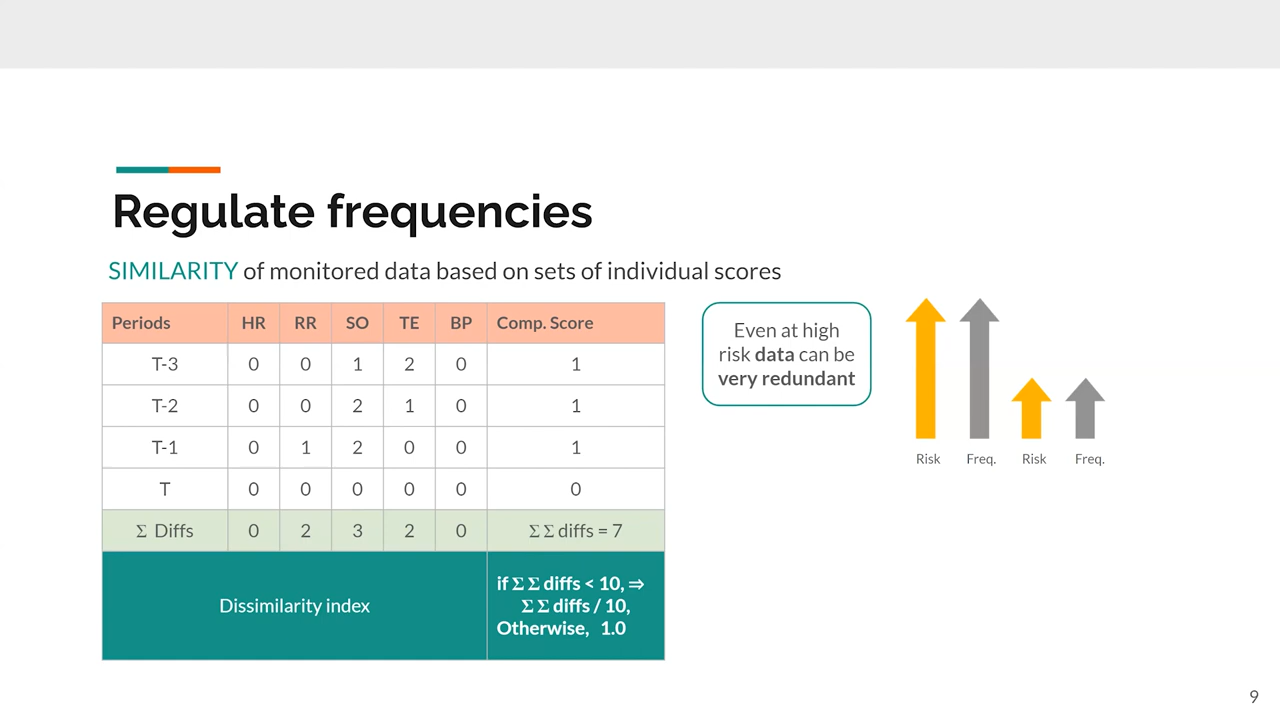 Regulate frequencies
SIMILARITY of monitored data based on sets of individual scores
Periods HR RR SO TE BP Comp. Score
T-3 0 0 1 2 0 1
T-2 0 0 2 1 0 1
T-1 0 1 2 0 0 1
T 0 0 0 0 0 0
Σ Diffs 0 2 3 2 0 Σ Σ diffs = 7
Dissimilarity index
if Σ Σ diffs < 10, ⇒
Σ Σ diffs / 10,
Otherwise, 1.0
Even at high
risk data can be
very redundant
Risk Freq. Risk Freq.
9